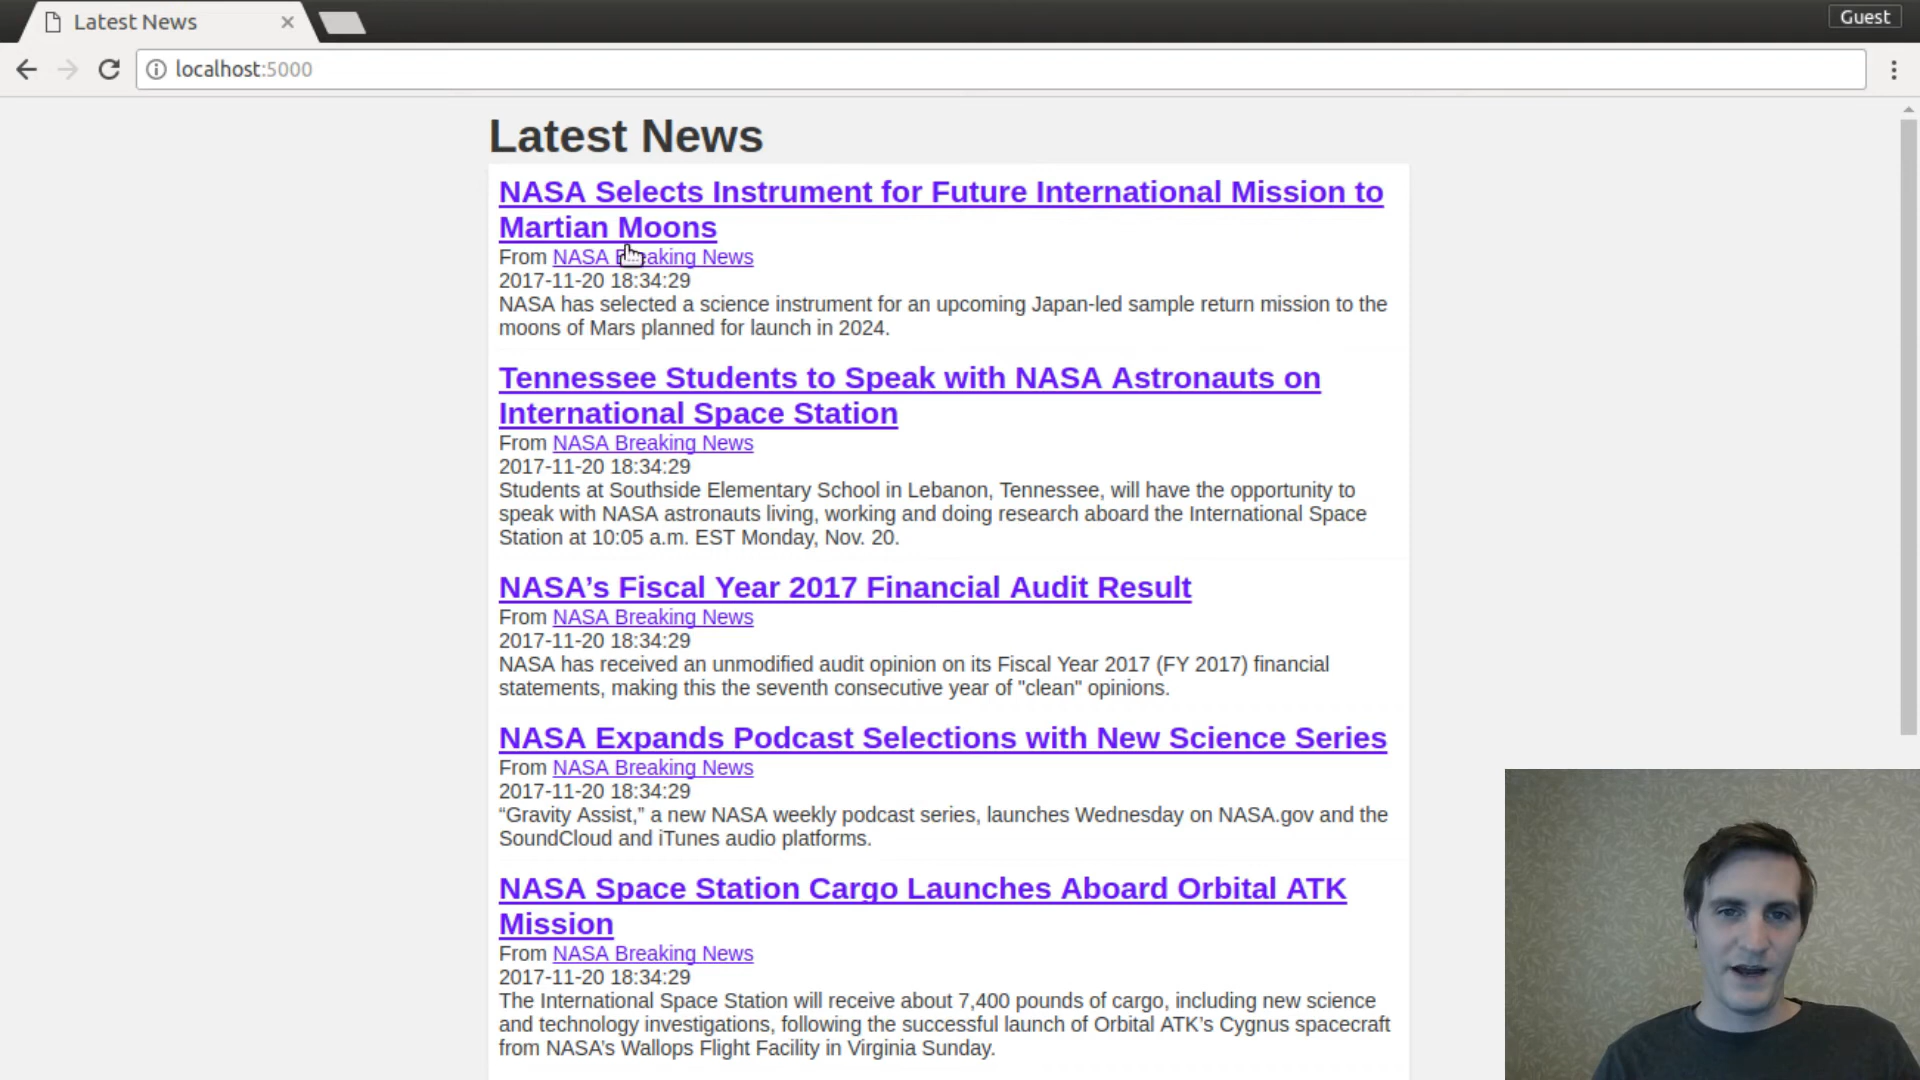 Latest News
Guest
localhost:5000
Latest News
NASA Selects Instrument for Future International Mission to
Martian Moons
From NASA Breaking News
2017-11-20 18:34:29
NASA has selected a science instrument for an upcoming Japan-led sample return mission to the
moons of Mars planned for launch in 2024.
Tennessee Students to Speak with NASA Astronauts on
International Space Station
From NASA Breaking News
2017-11-20 18:34:29
Students at Southside Elementary School in Lebanon, Tennessee, will have the opportunity to
speak with NASA astronauts living, working and doing research aboard the International Space
Station at 10:05 a.m. EST Monday, Nov. 20.
NASA’s Fiscal Year 2017 Financial Audit Result
From NASA Breaking News
2017-11-20 18:34:29
NASA has received an unmodified audit opinion on its Fiscal Year 2017 (FY 2017) financial
statements, making this the seventh consecutive year of "clean" opinions.
NASA Expands Podcast Selections with New Science Series
From NASA Breaking News
2017-11-20 18:34:29
“Gravity Assist,” a new NASA weekly podcast series, launches Wednesday on NASA.gov and the
SoundCloud and iTunes audio platforms.
NASA Space Station Cargo Launches Aboard Orbital ATK
Mission
From NASA Breaking News
2017-11-20 18:34:29
The International Space Station will receive about 7,400 pounds of cargo, including new science
and technology investigations, following the successful launch of Orbital ATK’s Cygnus spacecraft
from NASA’s Wallops Flight Facility in Virginia Sunday.